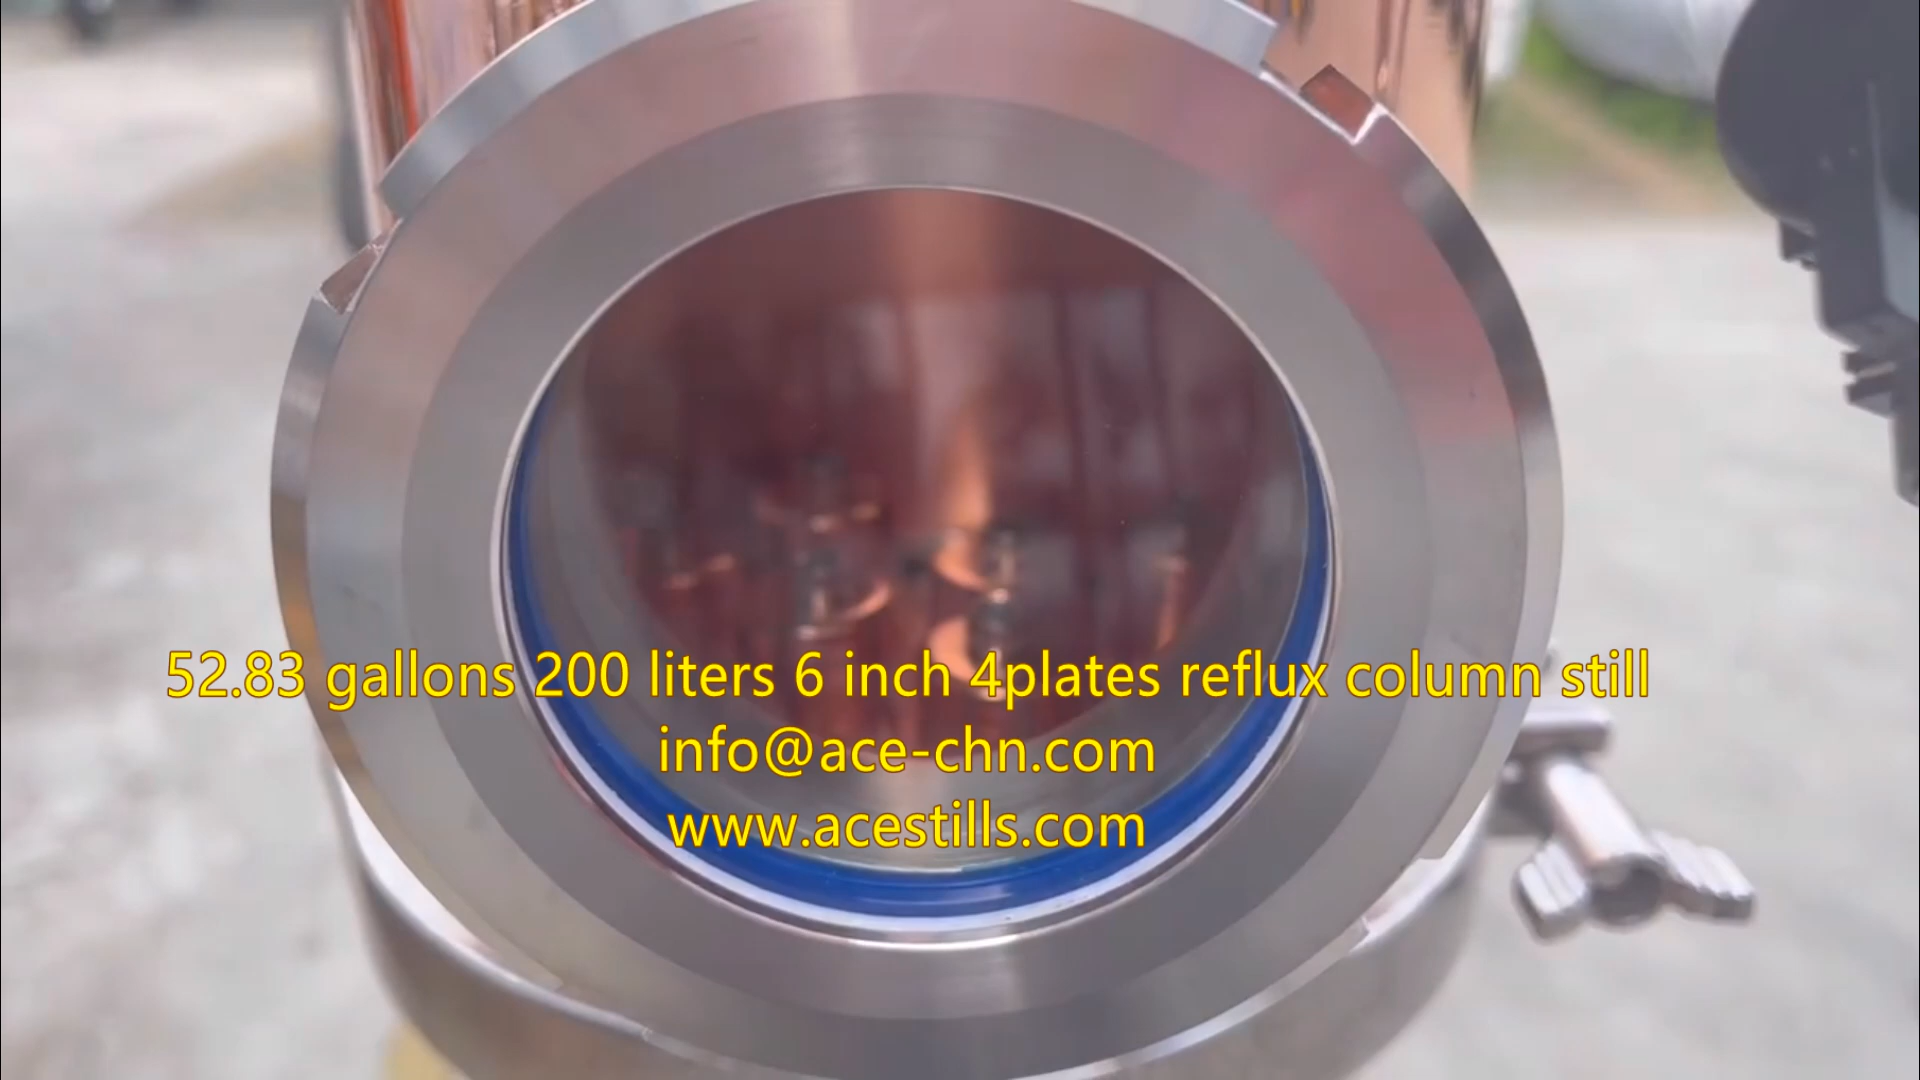 52.83 gallons 200 liters 6 inch 4plates reflux column still
info@ace-chn.com
www.acestills.com